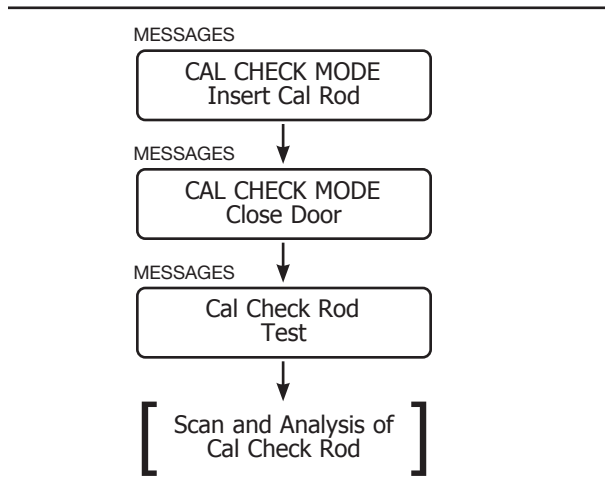 MESSAGES
CAL CHECK MODE
Insert Cal Rod
MESSAGES
CAL CHECK MODE
Close Door
MESSAGES
Cal Check Rod
Test
Scan and Analysis of
Cal Check Rod